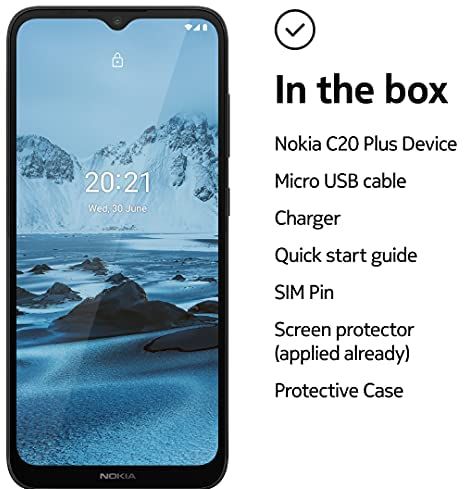 20:21
Wed, 30 June
NOKIA
In the box
Nokia C20 Plus Device
Micro USB cable
Charger
Quick start guide
SIM Pin
Screen protector
(applied already)
Protective Case